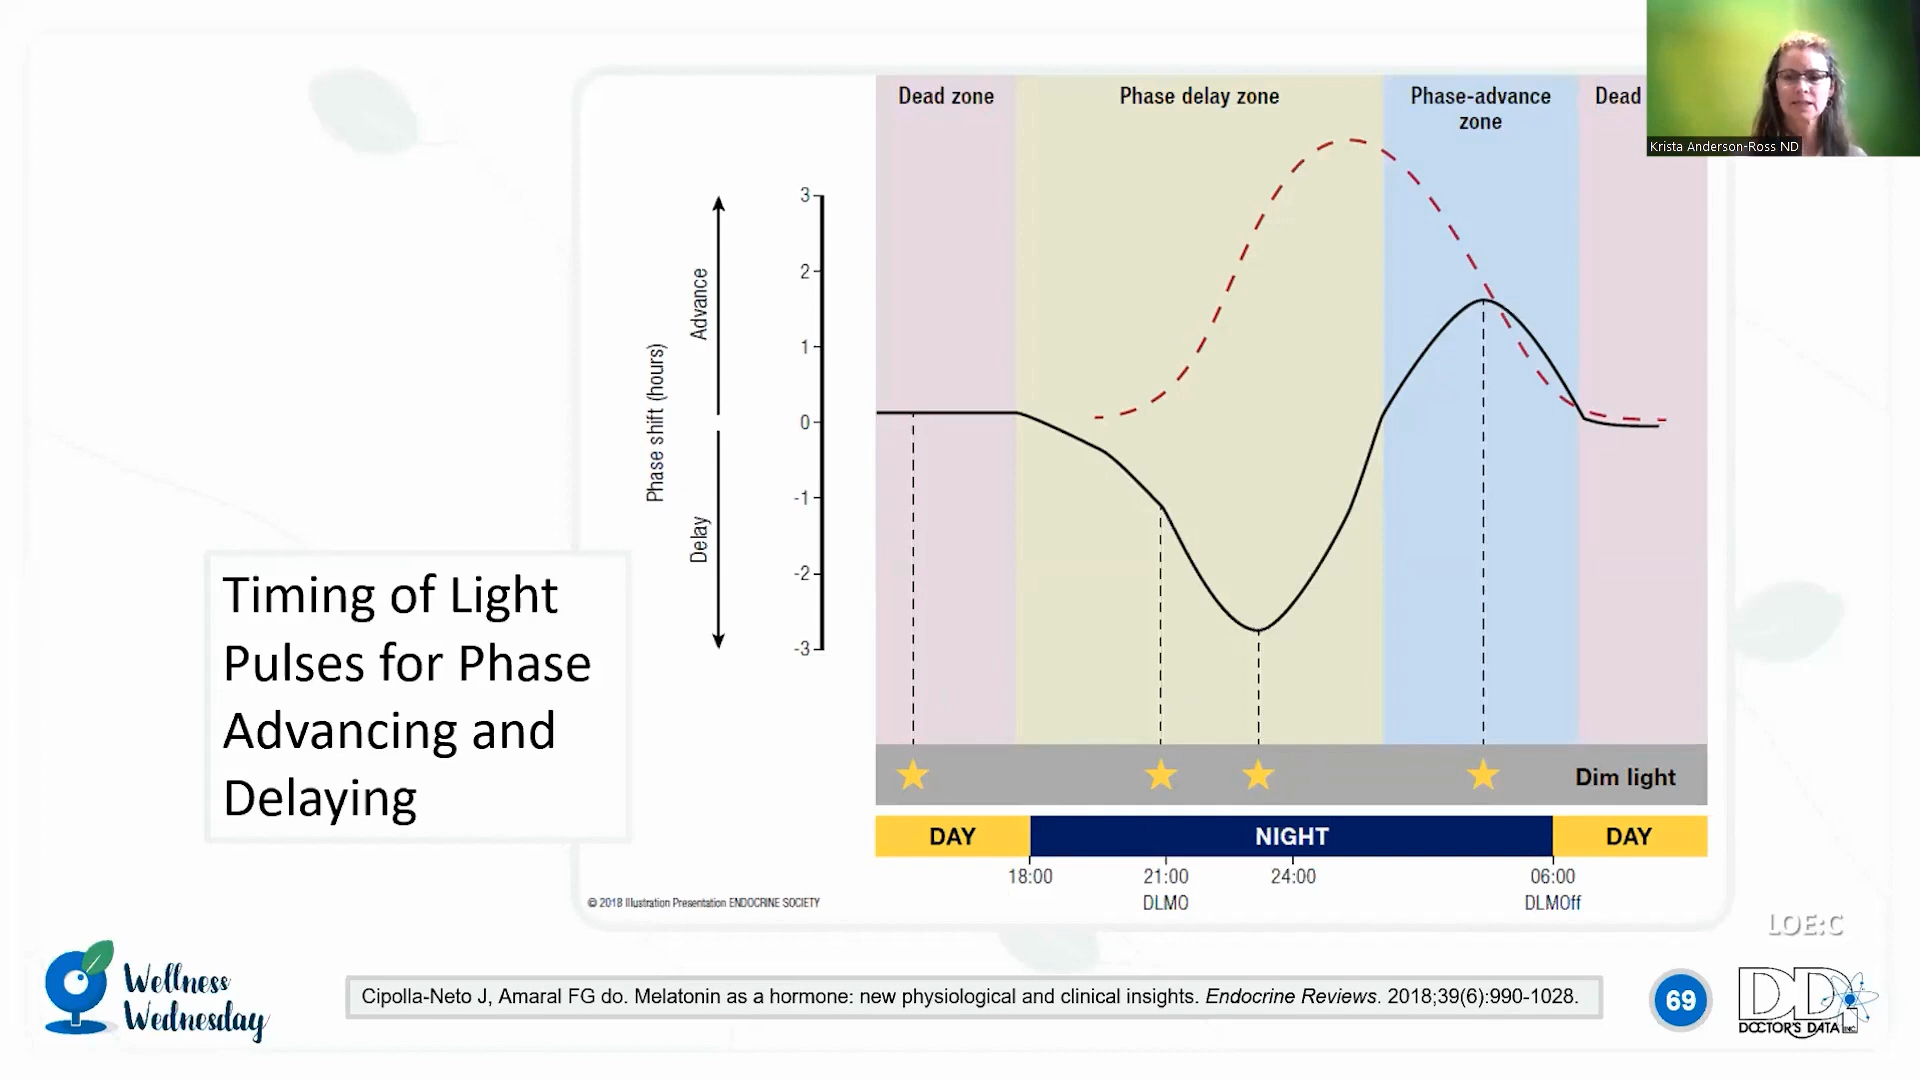 Dead zone
Phase delay zone
Phase-advance
zone
Dead
Krista Anderson-Ross ND
Phase shift (hours)
Advance
Delay
3
2
1
0
-1
-2
-3
Timing of Light
Pulses for Phase
Advancing and
Delaying
Dim light
DAY
NIGHT
DAY
18:00
21:00
24:00
06:00
DLMO
DLMOff
© 2018 Illustration Presentation ENDOCRINE SOCIETY
LOE:C
Wellness
Wednesday
Cipolla-Neto J, Amaral FG do. Melatonin as a hormone: new physiological and clinical insights. Endocrine Reviews. 2018;39(6):990-1028.
69
DDI
DOCTOR'S DATA INC.